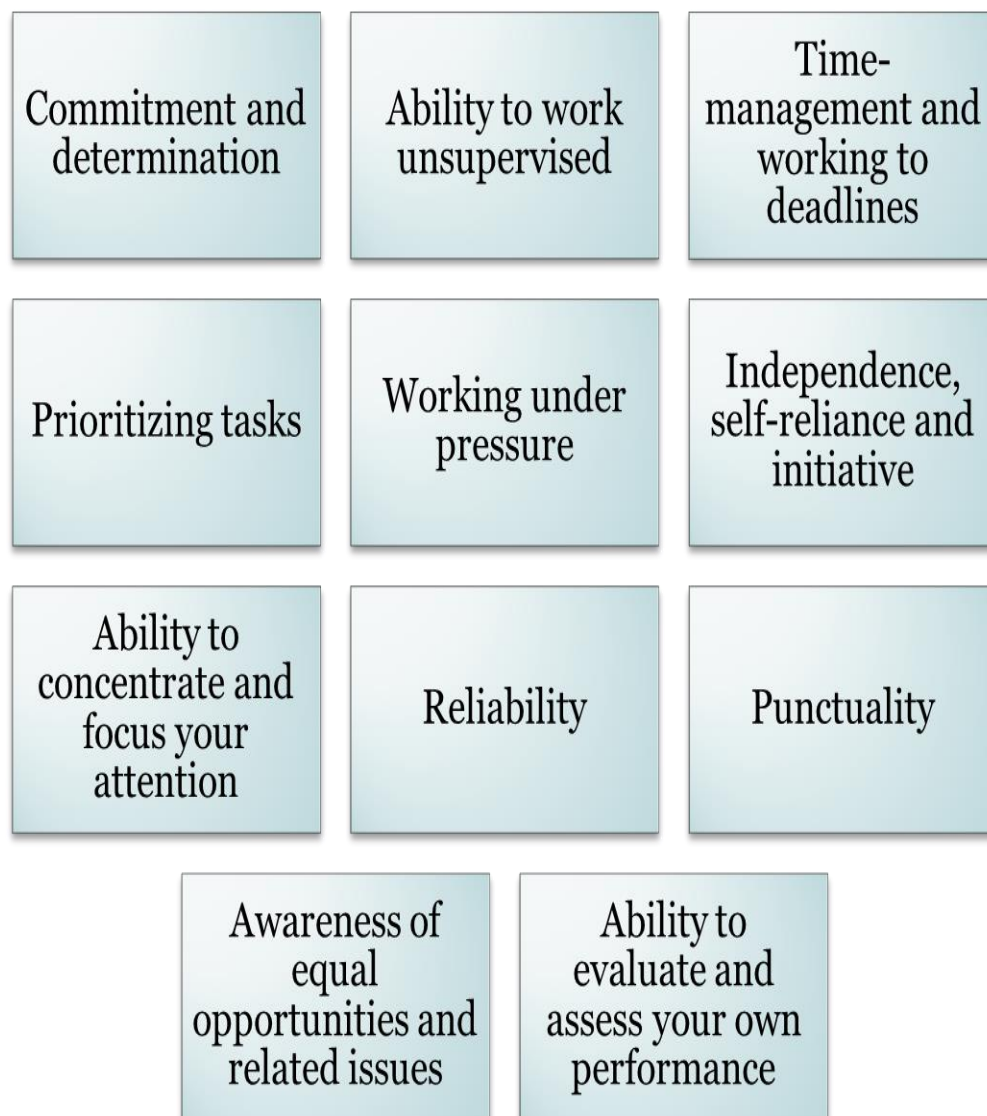 Commitment and
determination
Ability to work
unsupervised
Time-
management and
working to
deadlines
Prioritizing tasks
Working under
pressure
Independence,
self-reliance and
initiative
Ability to
concentrate and
focus your
attention
Reliability
Punctuality
Awareness of
equal
opportunities and
related issues
Ability to
evaluate and
assess your own
performance